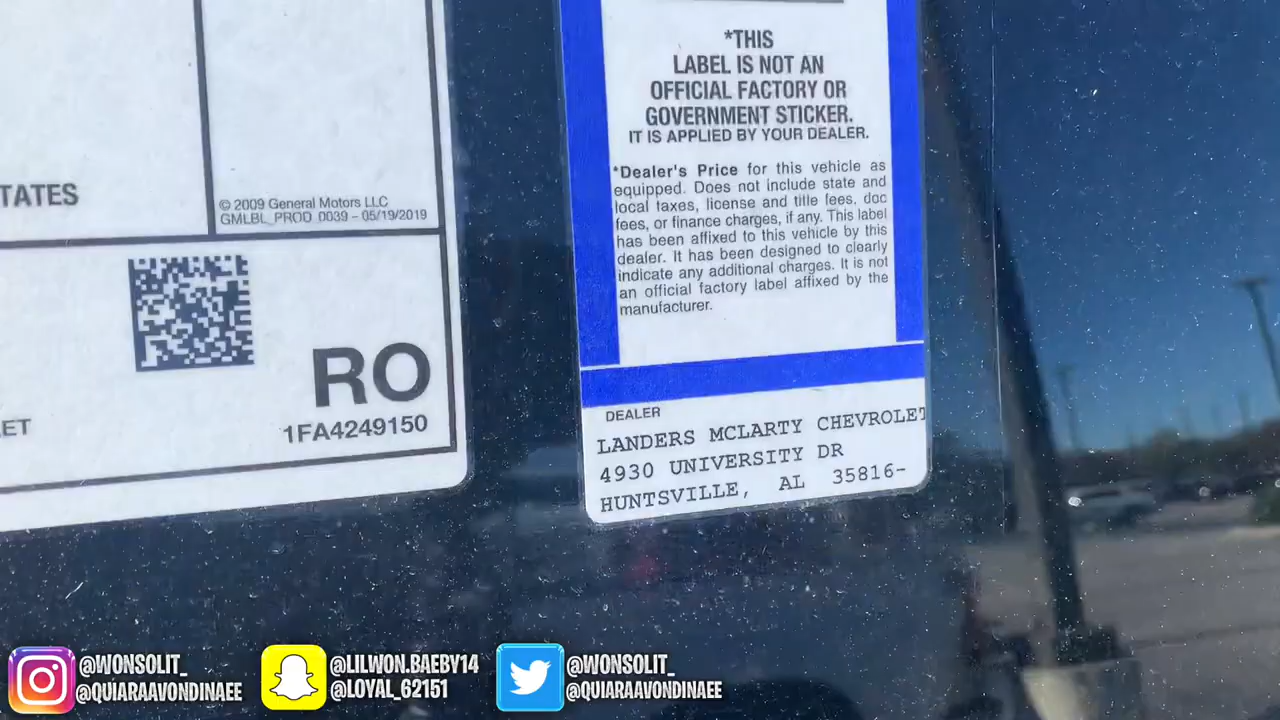 TATES
© 2009 General Motors LLC
GMLBL_PROD_0039 - 05/19/2019
RO
1FA4249150
ET
*THIS
LABEL IS NOT AN
OFFICIAL FACTORY OR
GOVERNMENT STICKER.
IT IS APPLIED BY YOUR DEALER.
*Dealer's Price for this vehicle as
equipped. Does not include state and
local taxes, license and title fees, doc
fees, or finance charges, if any. This label
has been affixed to this vehicle by this
dealer. It has been designed to clearly
indicate any additional charges. It is not
an official factory label affixed by the
manufacturer.
DEALER
LANDERS MCLARTY CHEVROLET
4930 UNIVERSITY DR
HUNTSVILLE, AL 35816-
@WONSOLIT_
@QUIARAAVONDINAEE
@LILWON.BAEBY14
@LOYAL_62151
@WONSOLIT_
@QUIARAAVONDINAEE